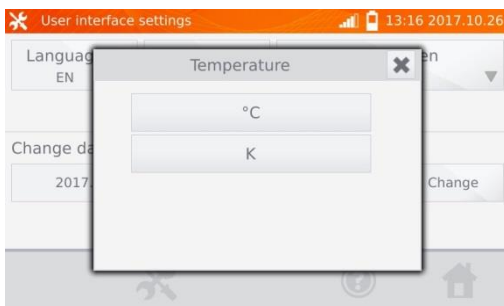 User interface settings 13:16 2017.10.26
Languag en
EN
Temperature
°C
K
Change da
2017. Change